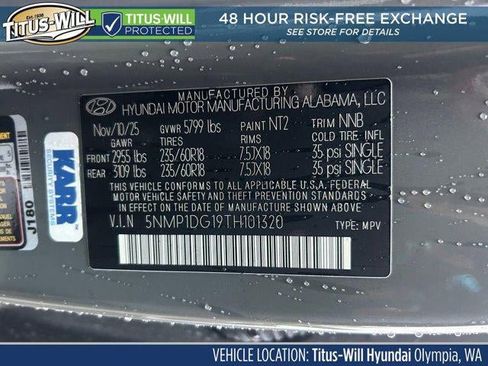 EST. 1938
TITUS-WILL
TITUS-WILL
PROTECTED
48 HOUR RISK-FREE EXCHANGE
SEE STORE FOR DETAILS
MANUFACTURED BY
HYUNDAI MOTOR MANUFACTURING ALABAMA, LLC
Nov/10/25 GVWR 5799 lbs PAINT NT2 TRIM NNB
GAWR TIRES RIMS COLD TIRE INFL.
FRONT 2955 lbs 235/60R18 7.5JX18 35 psi SINGLE
REAR 3109 lbs 235/60R18 7.5JX18 35 psi SINGLE
THIS VEHICLE CONFORMS TO ALL APPLICABLE U.S.A. FEDERAL
MOTOR VEHICLE SAFETY AND THEFT PREVENTION STANDARDS
IN EFFECT ON THE DATE OF MANUFACTURE SHOWN ABOVE.
V.I.N 5NMP1DG19TH101320 TYPE: MPV
KARR
SECURITY SYSTEMS
J180
VEHICLE LOCATION: Titus-Will Hyundai Olympia, WA